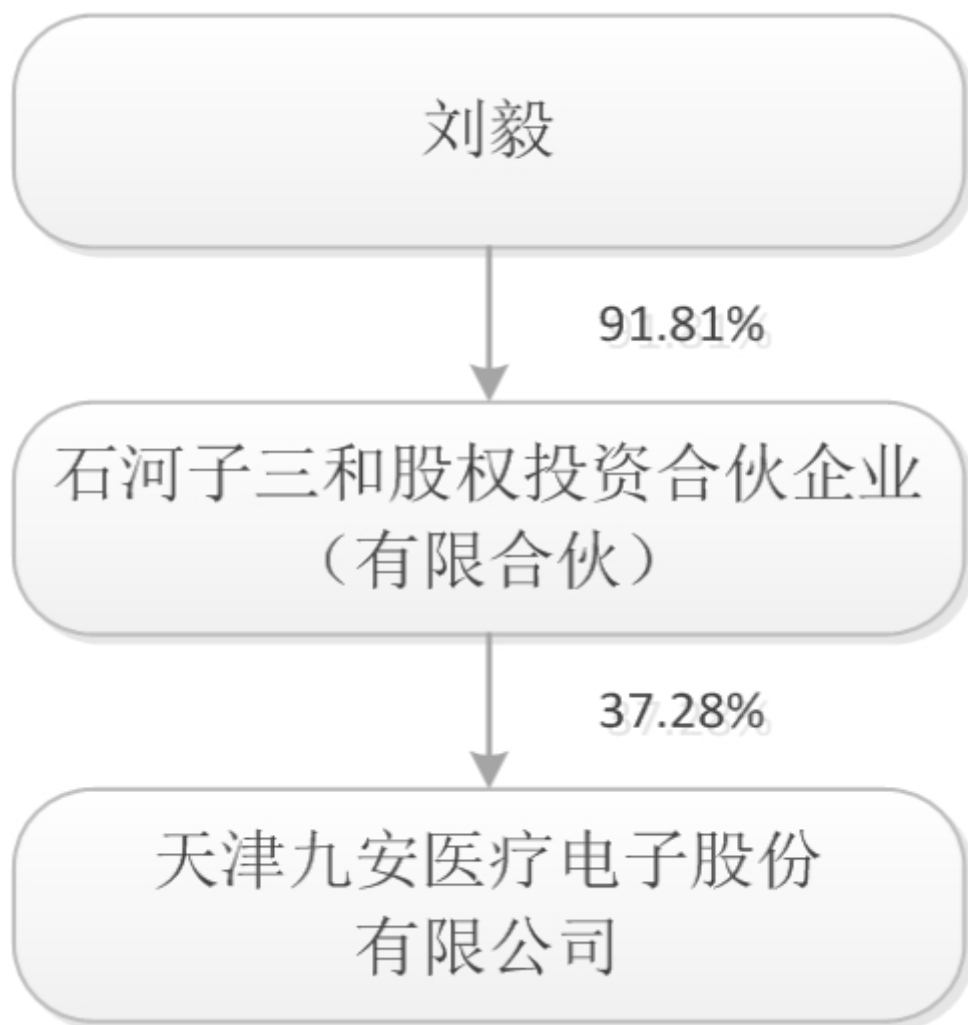 刘毅
91.81%
石河子三和股权投资合伙企业
（有限合伙）
37.28%
天津九安医疗电子股份
有限公司